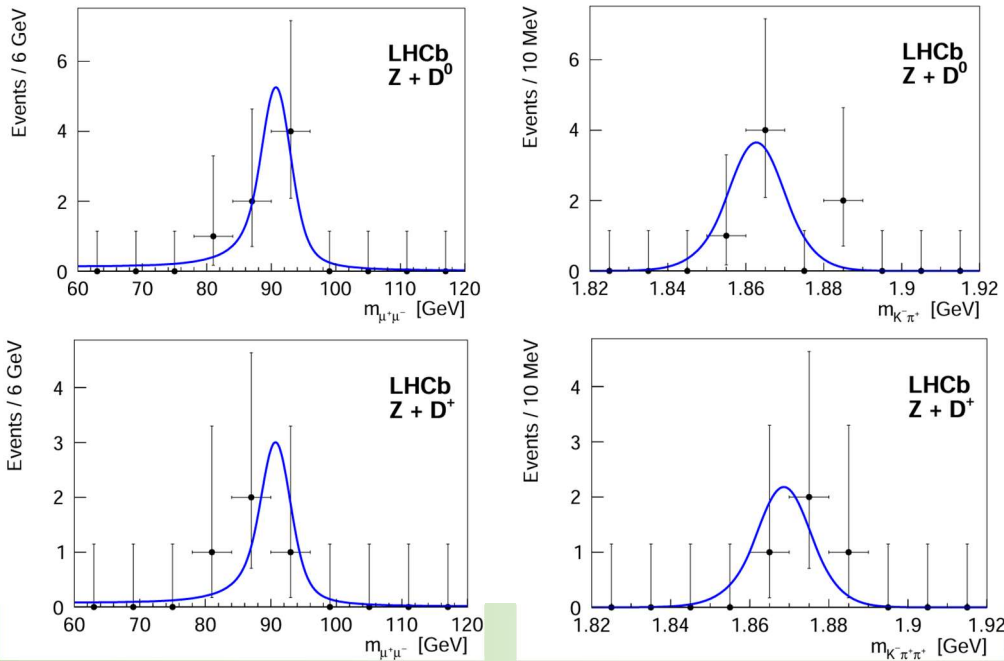 Events / 6 GeV
6
4
2
0
LHCb
Z + D⁰
60 70 80 90 100 110 120
m_μ⁺μ⁻ [GeV]
Events / 10 MeV
6
4
2
0
LHCb
Z + D⁰
1.82 1.84 1.86 1.88 1.9 1.92
m_K⁻π⁺ [GeV]
Events / 6 GeV
4
3
2
1
0
LHCb
Z + D⁺
60 70 80 90 100 110 120
m_μ⁺μ⁻ [GeV]
Events / 10 MeV
4
3
2
1
0
LHCb
Z + D⁺
1.82 1.84 1.86 1.88 1.9 1.92
m_K⁻π⁺π⁺ [GeV]